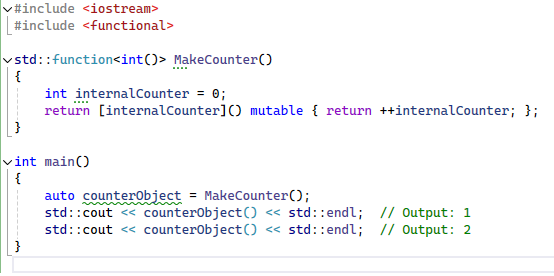 #include <iostream>
#include <functional>
std::function<int()> MakeCounter()
{
int internalCounter = 0;
return [internalCounter]() mutable { return ++internalCounter; };
}
int main()
{
auto counterObject = MakeCounter();
std::cout << counterObject() << std::endl;  // Output: 1
std::cout << counterObject() << std::endl;  // Output: 2
}